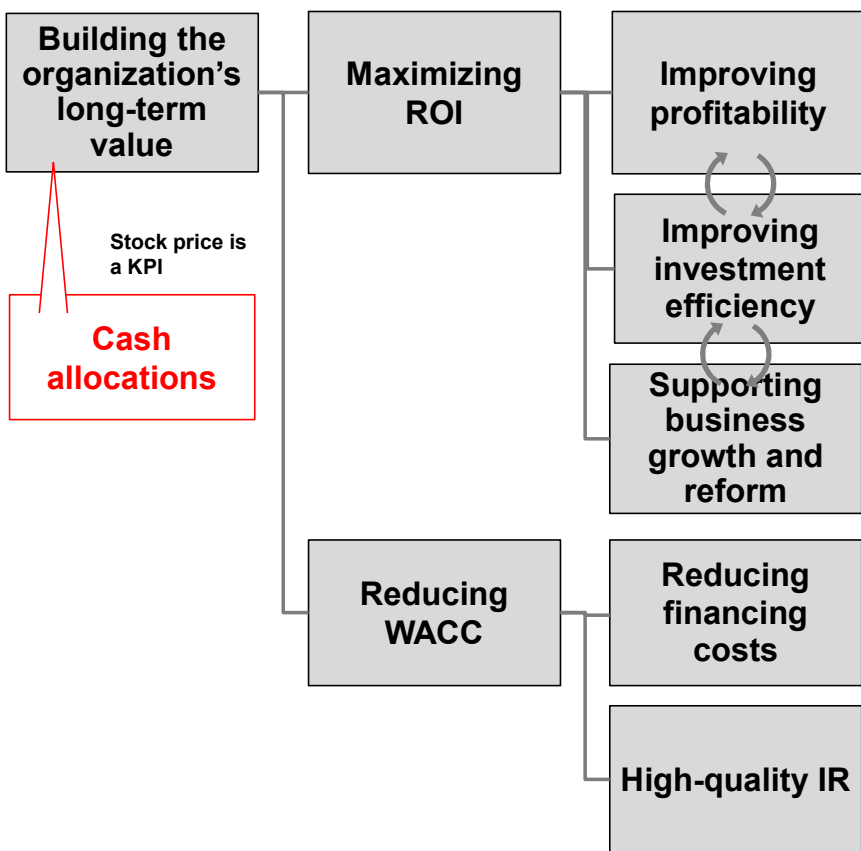 Building the
organization’s
long-term
value
Stock price is
a KPI
Cash
allocations
Maximizing
ROI
Improving
profitability
Improving
investment
efficiency
Supporting
business
growth and
reform
Reducing
WACC
Reducing
financing
costs
High-quality IR